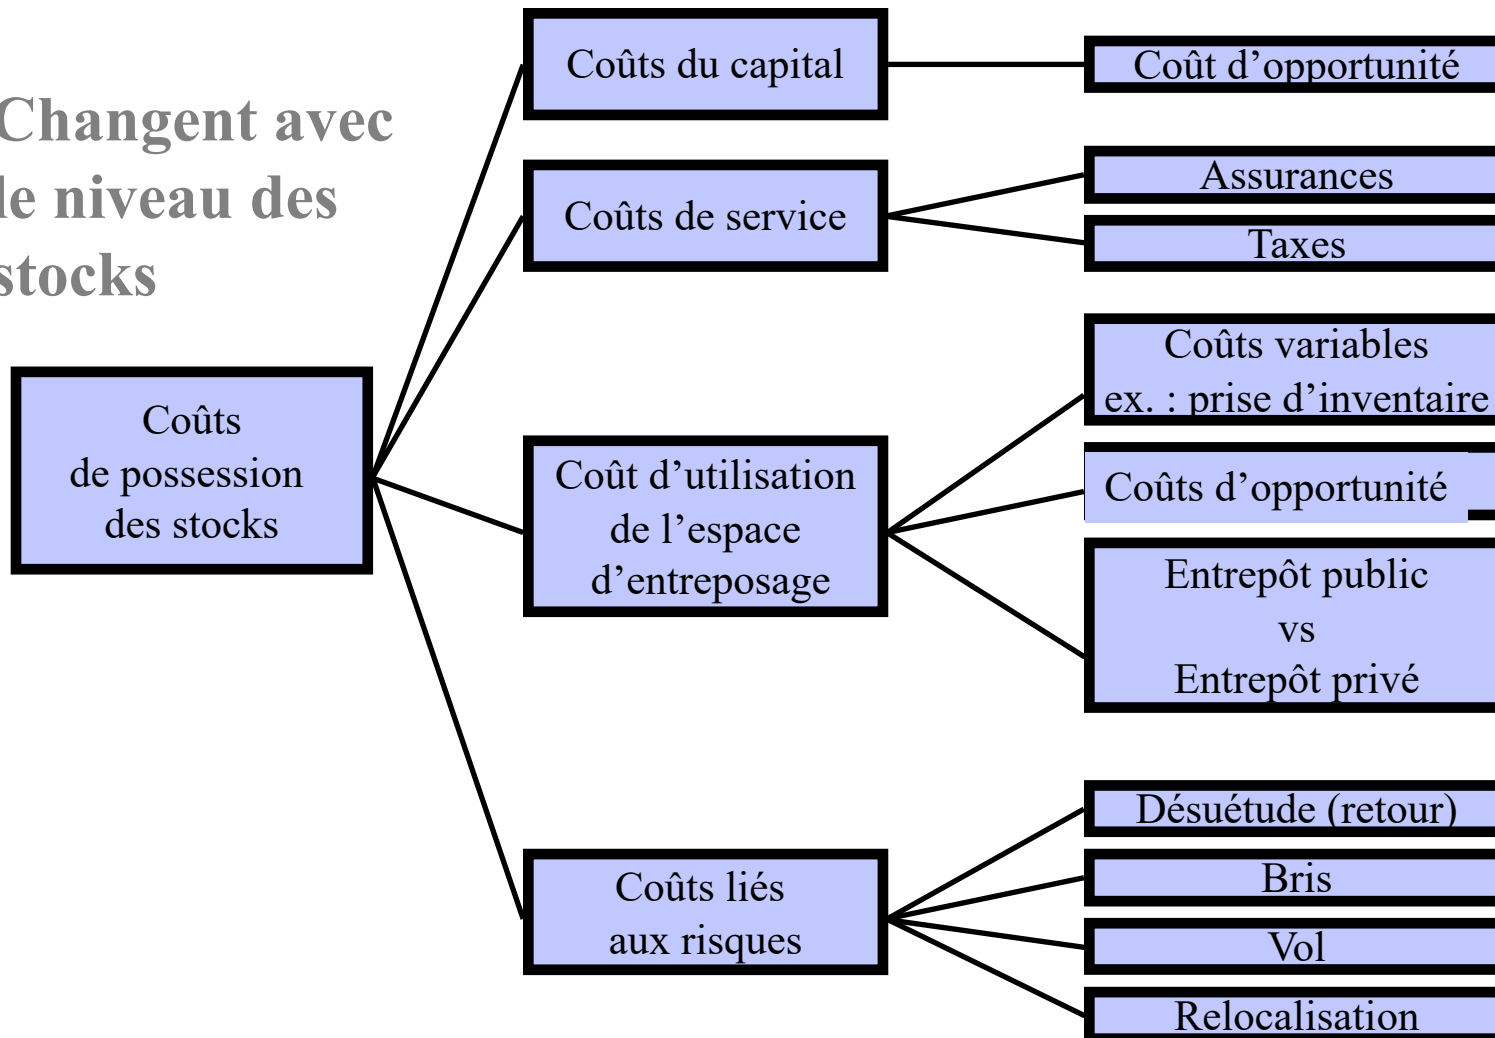 Changent avec
le niveau des
stocks
Coûts
de possession
des stocks
Coûts du capital
Coût d’opportunité
Coûts de service
Assurances
Taxes
Coût d’utilisation
de l’espace
d’entreposage
Coûts variables
ex. : prise d’inventaire
Coûts d’opportunité
Entrepôt public
vs
Entrepôt privé
Coûts liés
aux risques
Désuétude (retour)
Bris
Vol
Relocalisation